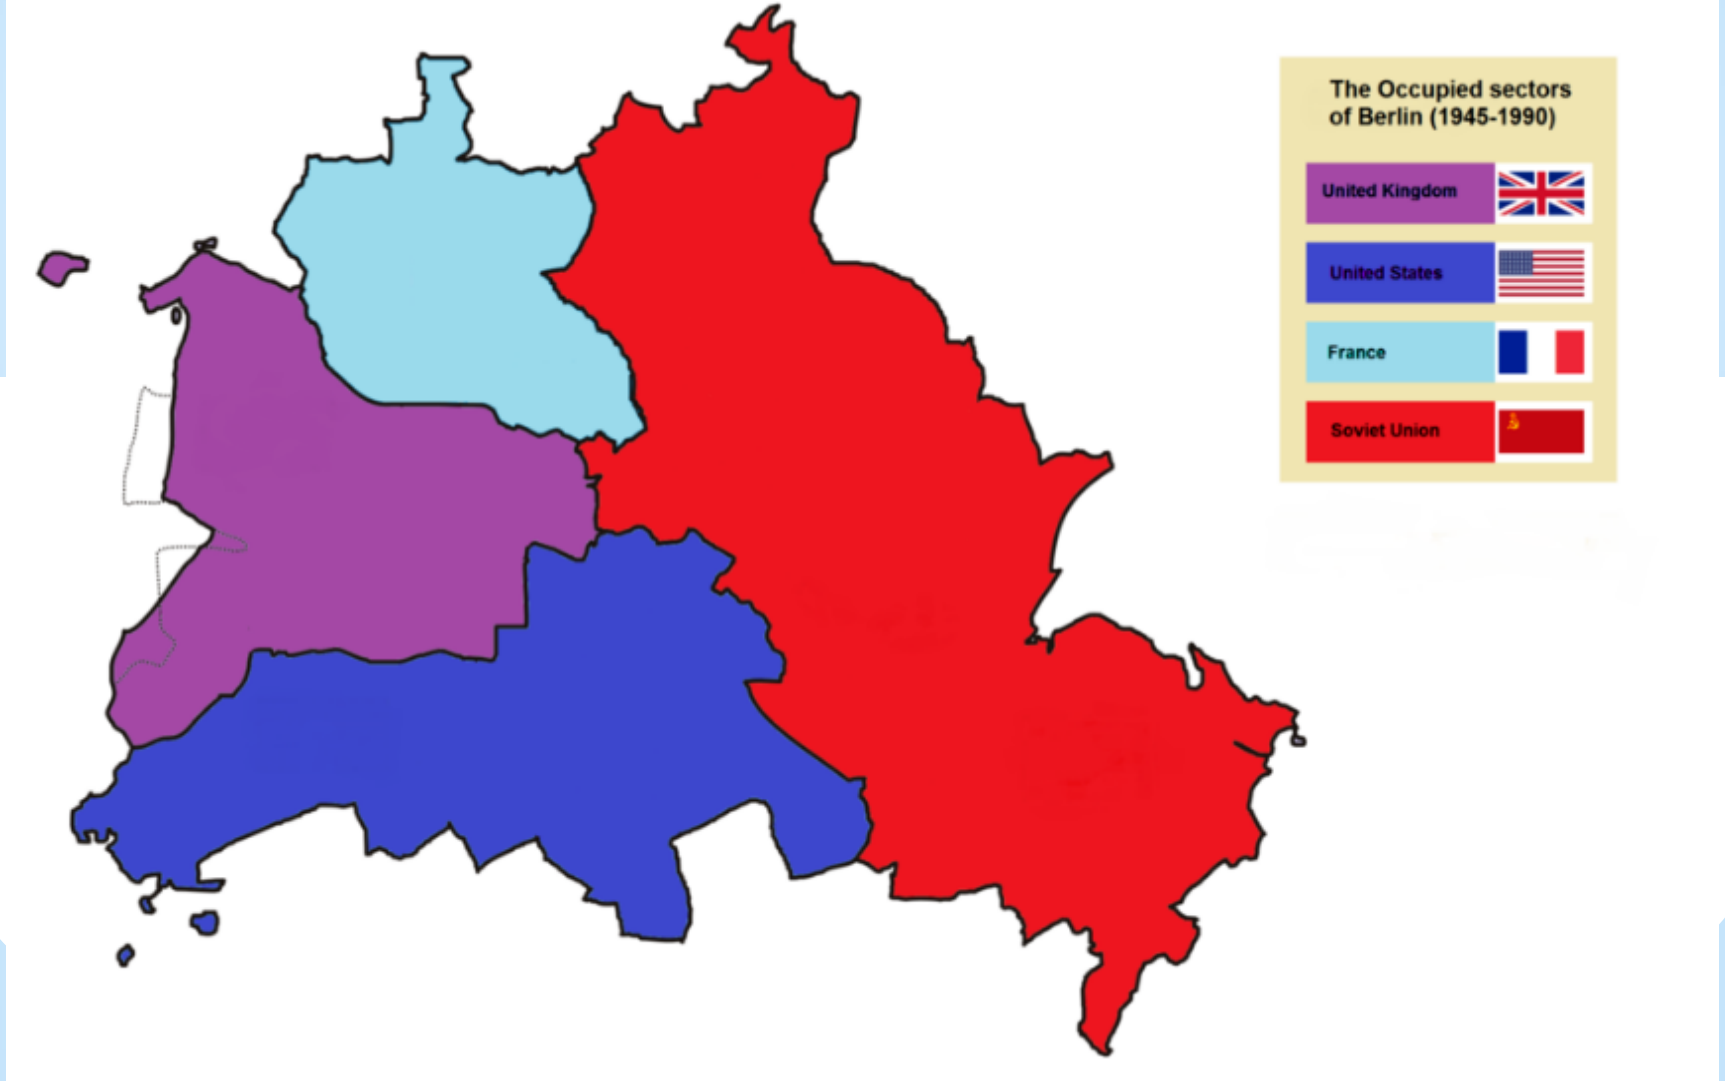 The Occupied sectors
of Berlin (1945-1990)
United Kingdom
United States
France
Soviet Union